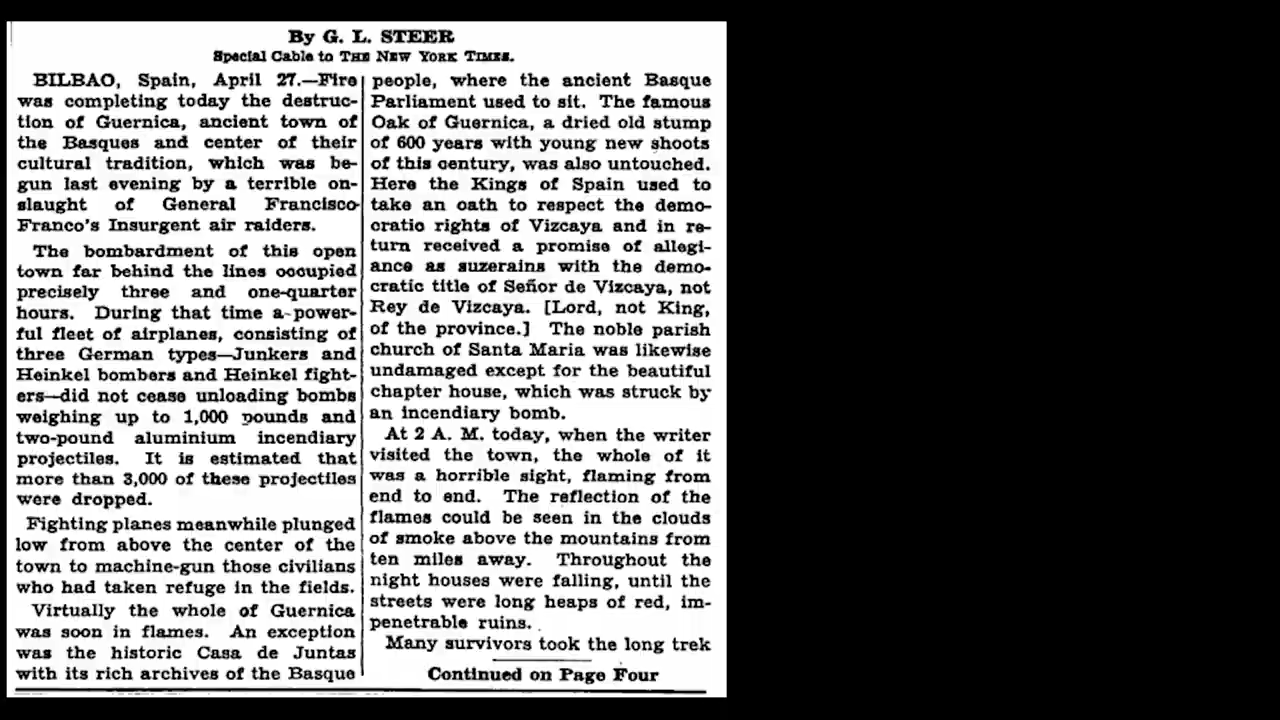 By G. L. STEER
Special Cable to THE NEW YORK TIMES.
BILBAO, Spain, April 27.—Fire
was completing today the destruc-
tion of Guernica, ancient town of
the Basques and center of their
cultural tradition, which was be-
gun last evening by a terrible on-
slaught of General Francisco
Franco's Insurgent air raiders.
The bombardment of this open
town far behind the lines occupied
precisely three and one-quarter
hours. During that time a power-
ful fleet of airplanes, consisting of
three German types—Junkers and
Heinkel bombers and Heinkel fight-
ers—did not cease unloading bombs
weighing up to 1,000 pounds and
two-pound aluminium incendiary
projectiles. It is estimated that
more than 3,000 of these projectiles
were dropped.
Fighting planes meanwhile plunged
low from above the center of the
town to machine-gun those civilians
who had taken refuge in the fields.
Virtually the whole of Guernica
was soon in flames. An exception
was the historic Casa de Juntas
with its rich archives of the Basque
people, where the ancient Basque
Parliament used to sit. The famous
Oak of Guernica, a dried old stump
of 600 years with young new shoots
of this century, was also untouched.
Here the Kings of Spain used to
take an oath to respect the demo-
cratic rights of Vizcaya and in re-
turn received a promise of allegi-
ance as suzerains with the demo-
cratic title of Señor de Vizcaya, not
Rey de Vizcaya. [Lord, not King,
of the province.] The noble parish
church of Santa Maria was likewise
undamaged except for the beautiful
chapter house, which was struck by
an incendiary bomb.
At 2 A. M. today, when the writer
visited the town, the whole of it
was a horrible sight, flaming from
end to end. The reflection of the
flames could be seen in the clouds
of smoke above the mountains from
ten miles away. Throughout the
night houses were falling, until the
streets were long heaps of red, im-
penetrable ruins.
Many survivors took the long trek
Continued on Page Four